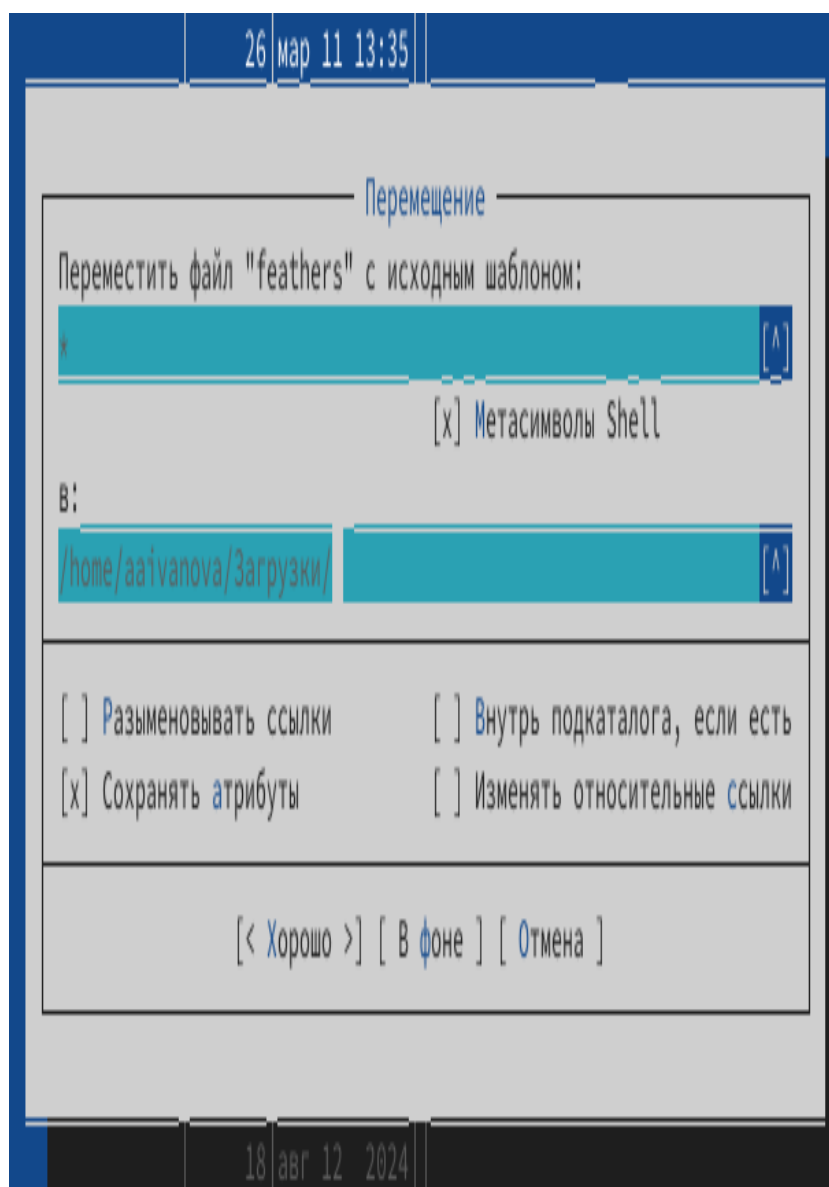 26 мар 11 13:35
Перемещение
Переместить файл "feathers" с исходным шаблоном:
* [^]
[x] Метасимволы Shell
в:
/home/aaivanova/Загрузки/ [^]
[ ] Разыменовывать ссылки [ ] Внутрь подкаталога, если есть
[x] Сохранять атрибуты [ ] Изменять относительные ссылки
[< Хорошо >] [ В фоне ] [ Отмена ]
18 авг 12 2024